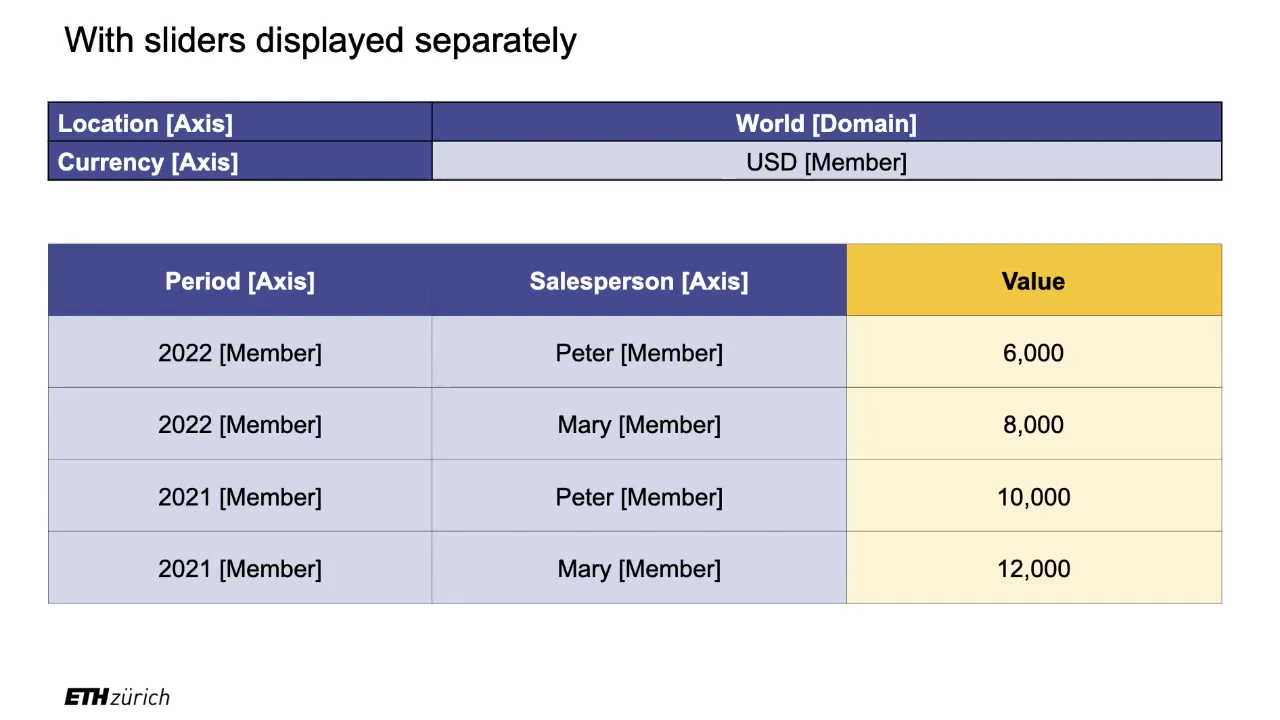 With sliders displayed separately
Location [Axis] World [Domain]
Currency [Axis] USD [Member]
Period [Axis] Salesperson [Axis] Value
2022 [Member] Peter [Member] 6,000
2022 [Member] Mary [Member] 8,000
2021 [Member] Peter [Member] 10,000
2021 [Member] Mary [Member] 12,000
ETH zürich